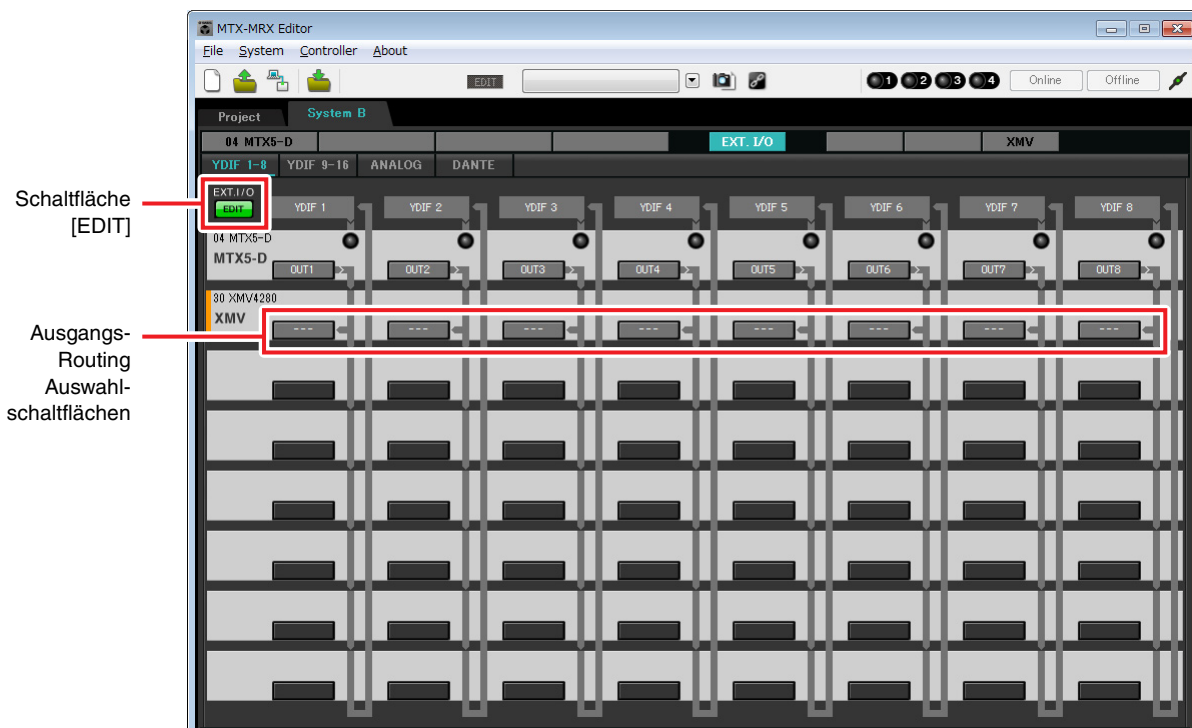 MTX-MRX Editor
File System Controller About
EDIT 1 2 3 4 Online Offline
Project System B
04 MTX5-D EXT. I/O XMV
YDIF 1-8 YDIF 9-16 ANALOG DANTE
Schaltfläche
[EDIT]
EXT.I/O
EDIT YDIF 1 YDIF 2 YDIF 3 YDIF 4 YDIF 5 YDIF 6 YDIF 7 YDIF 8
04 MTX5-D
MTX5-D OUT1 OUT2 OUT3 OUT4 OUT5 OUT6 OUT7 OUT8
30 XMV4280
XMV --- --- --- --- --- --- --- ---
Ausgangs-
Routing
Auswahl-
schaltflächen